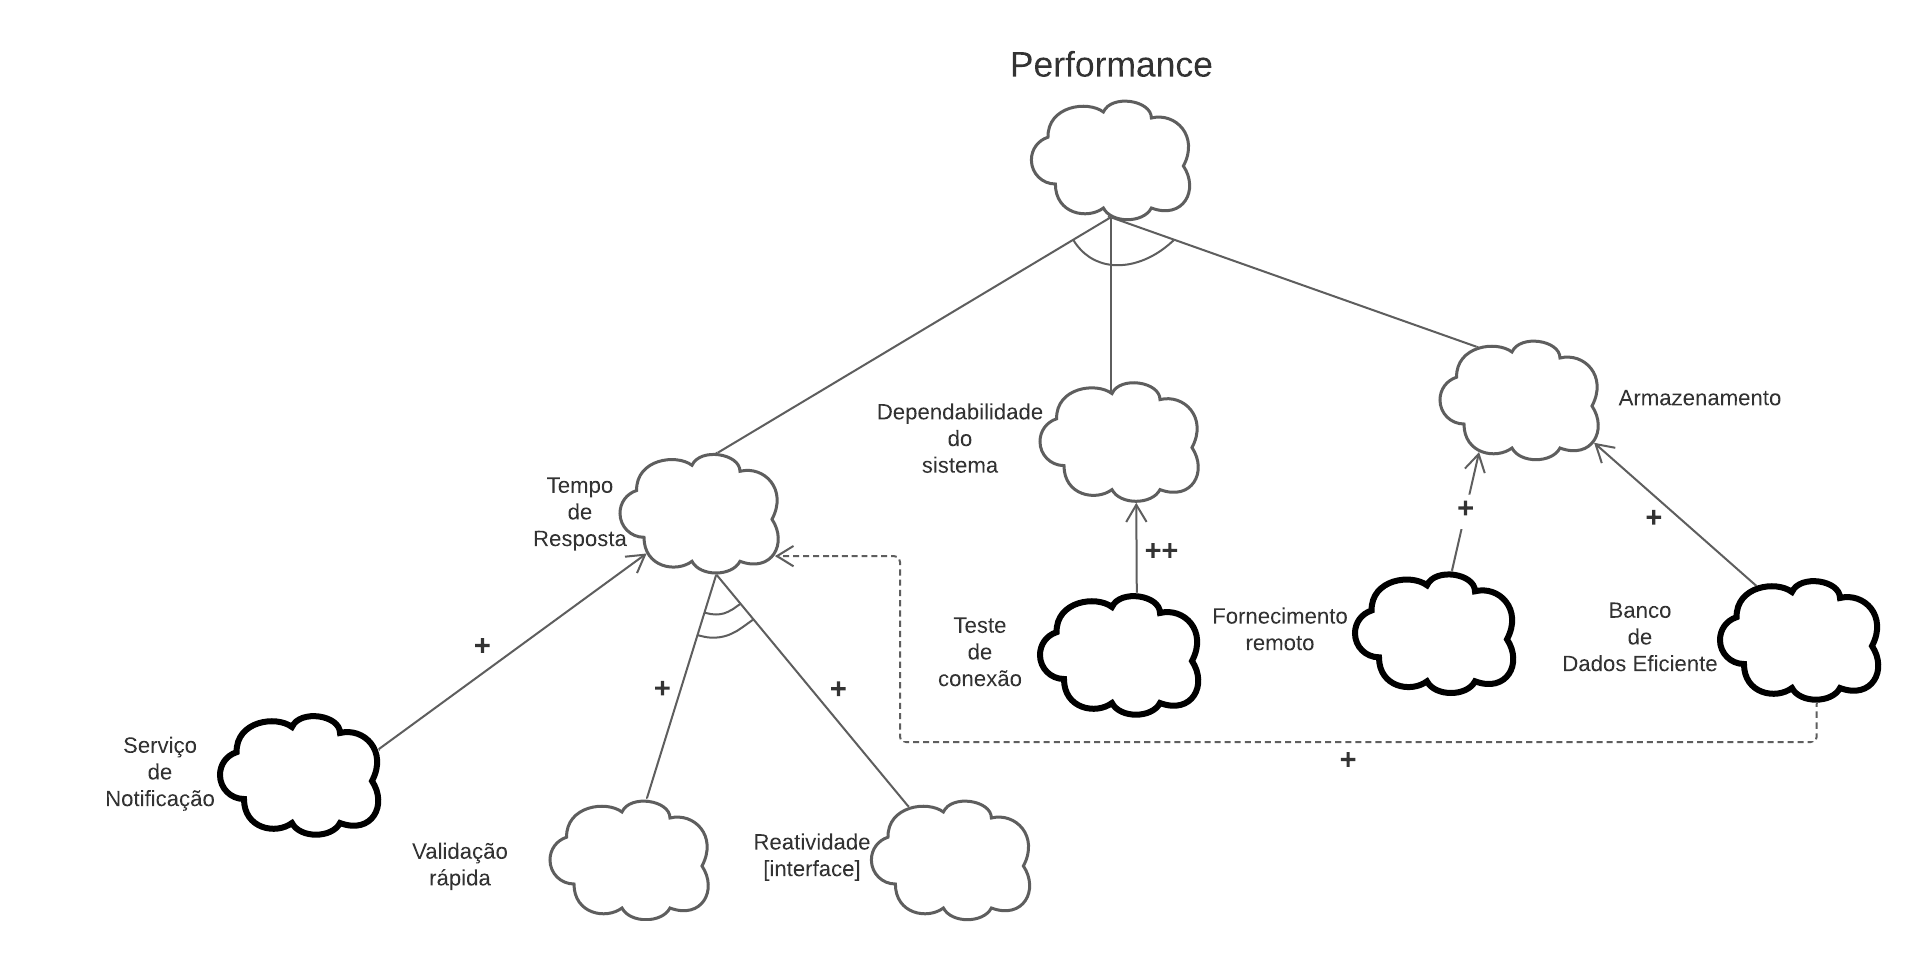 Performance
Dependabilidade
do
sistema
Armazenamento
Tempo
de
Resposta
+
++
+
+
Teste
de
conexão
Fornecimento
remoto
Banco
de
Dados Eficiente
+
+
+
Serviço
de
Notificação
+
Validação
rápida
Reatividade
[interface]